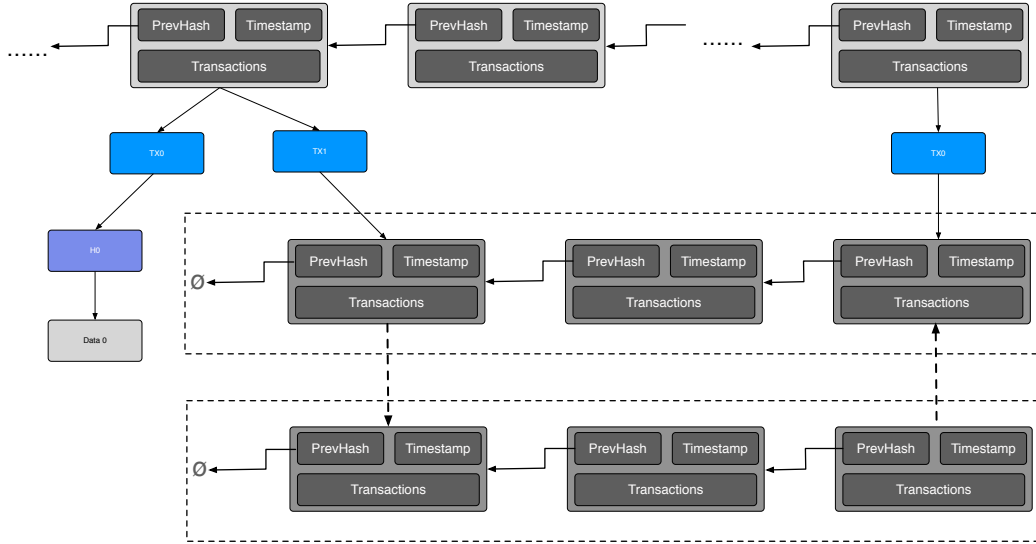 PrevHash Timestamp
Transactions
PrevHash Timestamp
Transactions
PrevHash Timestamp
Transactions
......
......
TX0
TX1
TX0
H0
Data 0
Ø
PrevHash Timestamp
Transactions
PrevHash Timestamp
Transactions
PrevHash Timestamp
Transactions
Ø
PrevHash Timestamp
Transactions
PrevHash Timestamp
Transactions
PrevHash Timestamp
Transactions